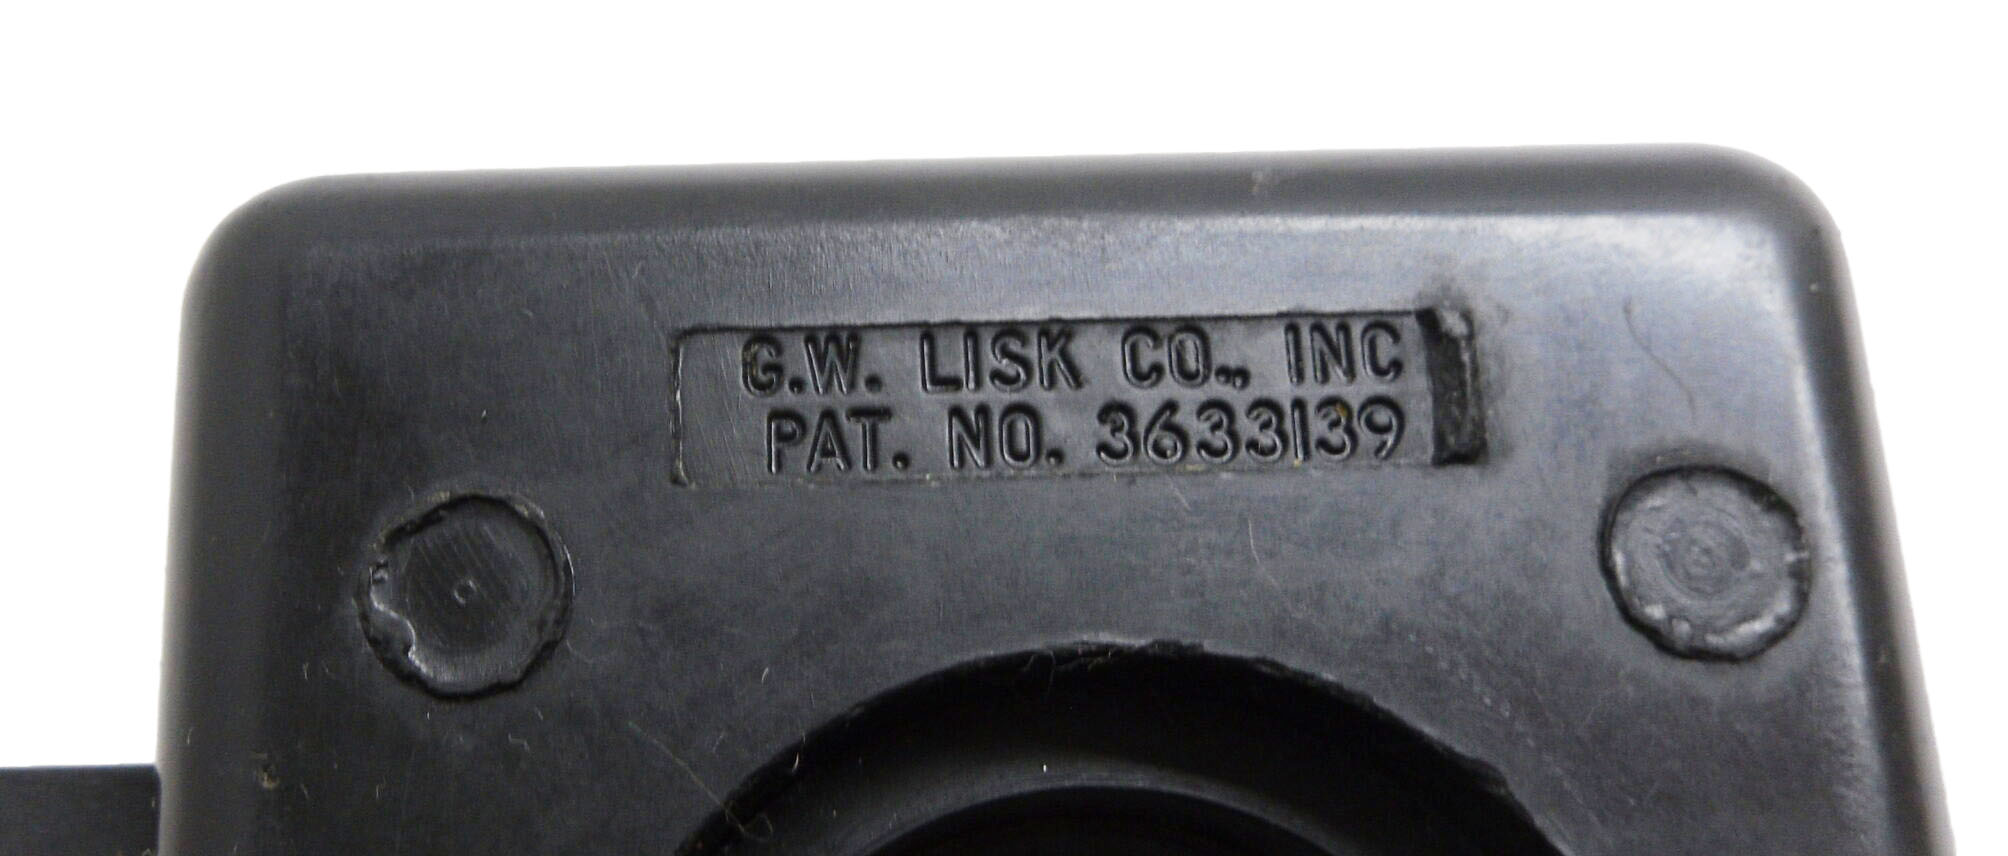 G.W. LISK CO., INC
PAT. NO. 3633139